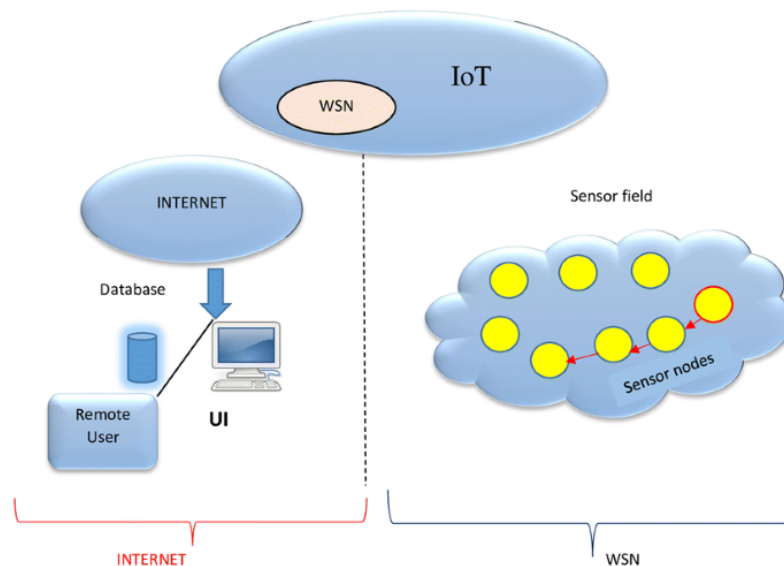 IoT
WSN
INTERNET
Sensor field
Database
Remote
User
UI
Sensor nodes
INTERNET
WSN